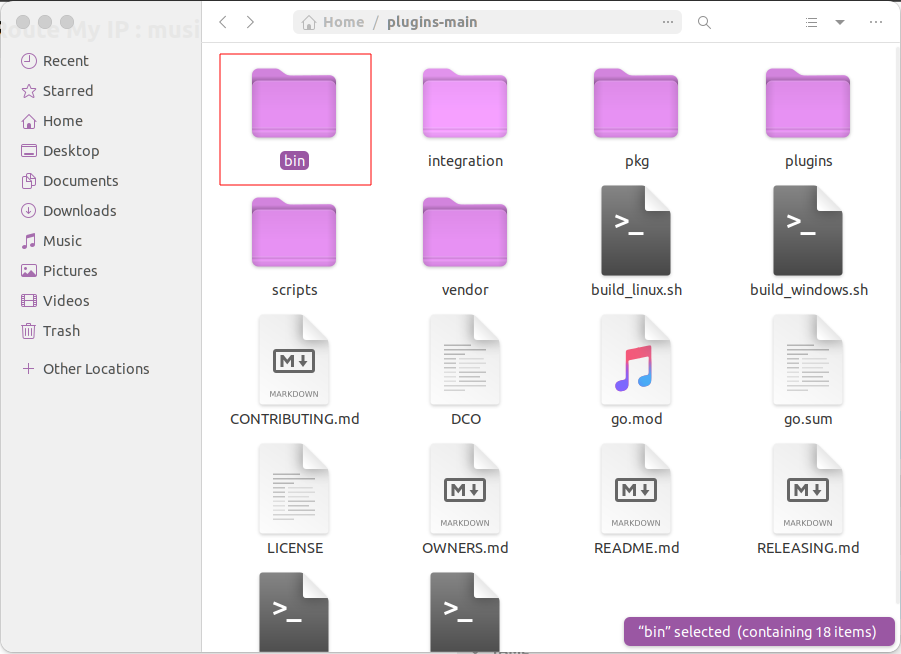 Home / plugins-main
oute My IP : musi
Recent
Starred
Home
Desktop
Documents
Downloads
Music
Pictures
Videos
Trash
Other Locations
bin
integration
pkg
plugins
scripts
vendor
>_
build_linux.sh
>_
build_windows.sh
M
MARKDOWN
CONTRIBUTING.md
DCO
go.mod
go.sum
LICENSE
M
MARKDOWN
OWNERS.md
M
MARKDOWN
README.md
M
MARKDOWN
RELEASING.md
>_
>_
“bin” selected (containing 18 items)